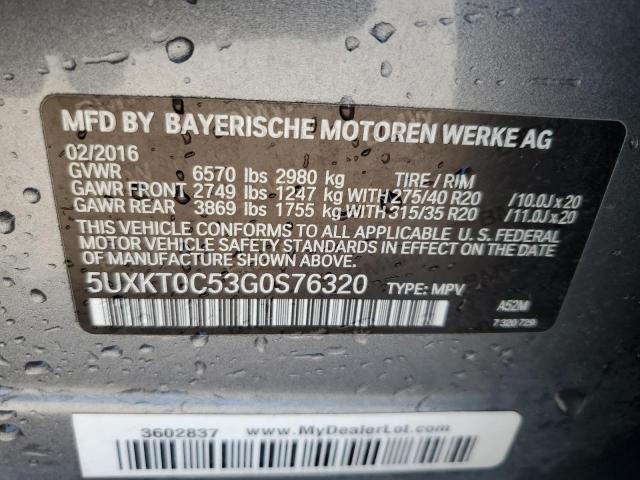 MFD BY BAYERISCHE MOTOREN WERKE AG
02/2016
GVWR 6570 lbs 2980 kg TIRE / RIM
GAWR FRONT 2749 lbs 1247 kg WITH 275/40 R20 /10.0J x 20
GAWR REAR 3869 lbs 1755 kg WITH 315/35 R20 /11.0J x 20
THIS VEHICLE CONFORMS TO ALL APPLICABLE U. S. FEDERAL
MOTOR VEHICLE SAFETY STANDARDS IN EFFECT ON THE DATE
OF MANUFACTURE SHOWN ABOVE.
5UXKT0C53G0S76320 TYPE: MPV
A52M
7 320 729
3602837 www.MyDealerLot.com